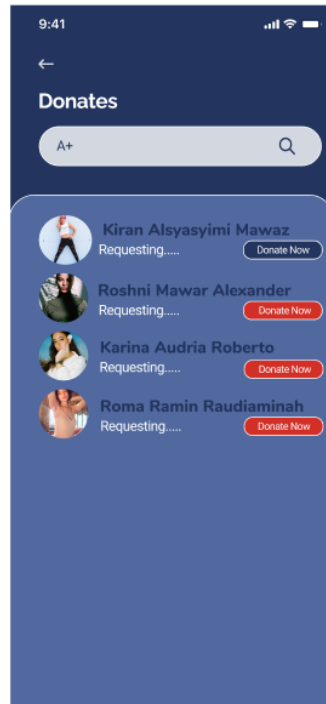 9:41
Donates
A+
Kiran Alsyasyimi Mawaz
Requesting.....
Donate Now
Roshni Mawar Alexander
Requesting.....
Donate Now
Karina Audria Roberto
Requesting.....
Donate Now
Roma Ramin Raudiaminah
Requesting.....
Donate Now